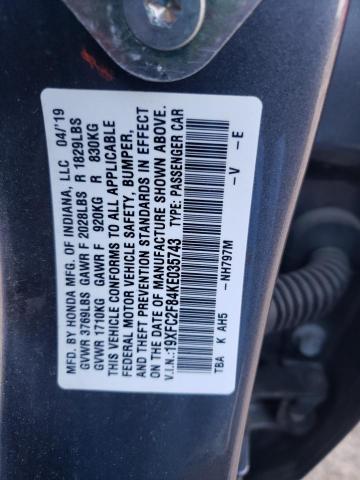 MFD. BY HONDA MFG. OF INDIANA, LLC 04/'19
GVWR 3769LBS GAWR F 2028LBS R 1829LBS
GVWR 1710KG GAWR F 920KG R 830KG
THIS VEHICLE CONFORMS TO ALL APPLICABLE
FEDERAL MOTOR VEHICLE SAFETY, BUMPER,
AND THEFT PREVENTION STANDARDS IN EFFECT
ON THE DATE OF MANUFACTURE SHOWN ABOVE.
V.I.N.:19XFC2F84KE035743 TYPE: PASSENGER CAR
-NH797M -V -E
TBA K AH5